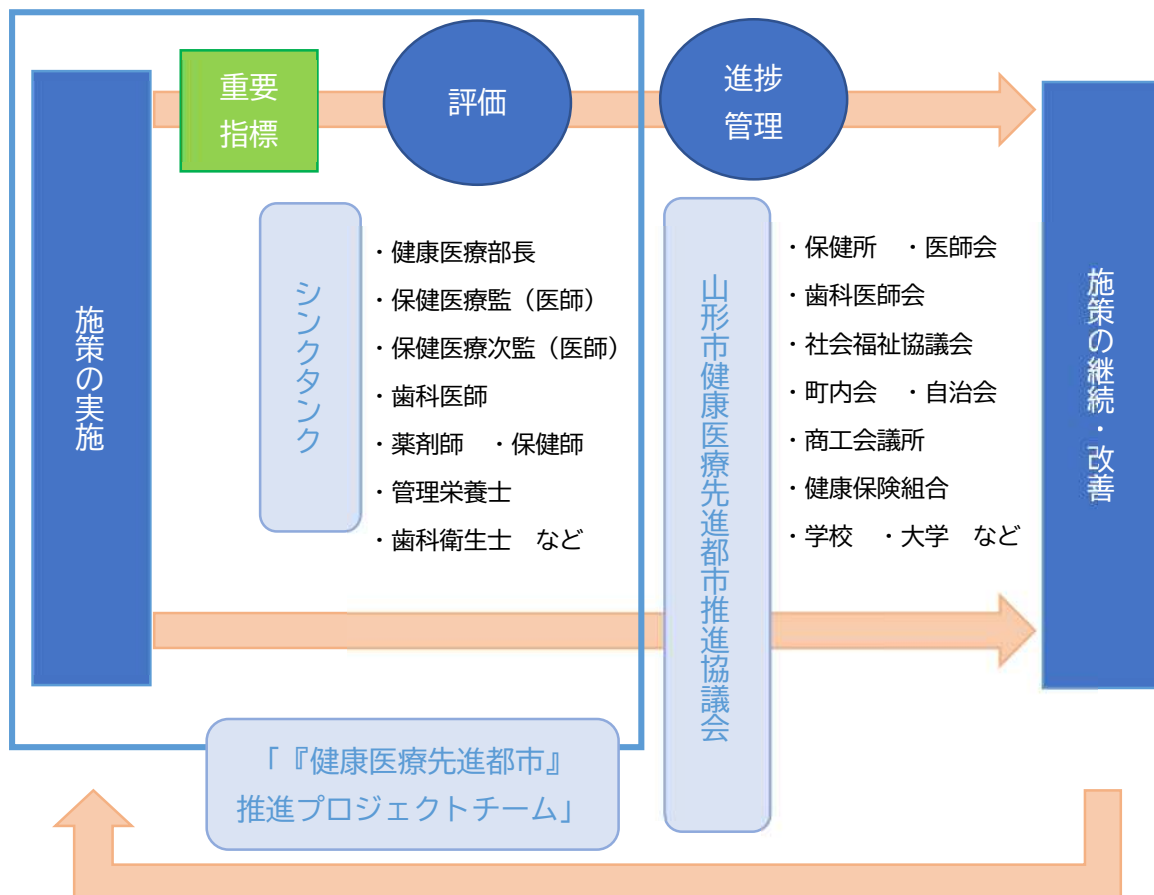 施策の実施
重要
指標
評価
進捗
管理
シンクタンク
・健康医療部長
・保健医療監（医師）
・保健医療次監（医師）
・歯科医師
・薬剤師　・保健師
・管理栄養士
・歯科衛生士　など
山形市健康医療先進都市推進協議会
・保健所　・医師会
・歯科医師会
・社会福祉協議会
・町内会　・自治会
・商工会議所
・健康保険組合
・学校　・大学　など
施策の継続・改善
「『健康医療先進都市』
推進プロジェクトチーム」